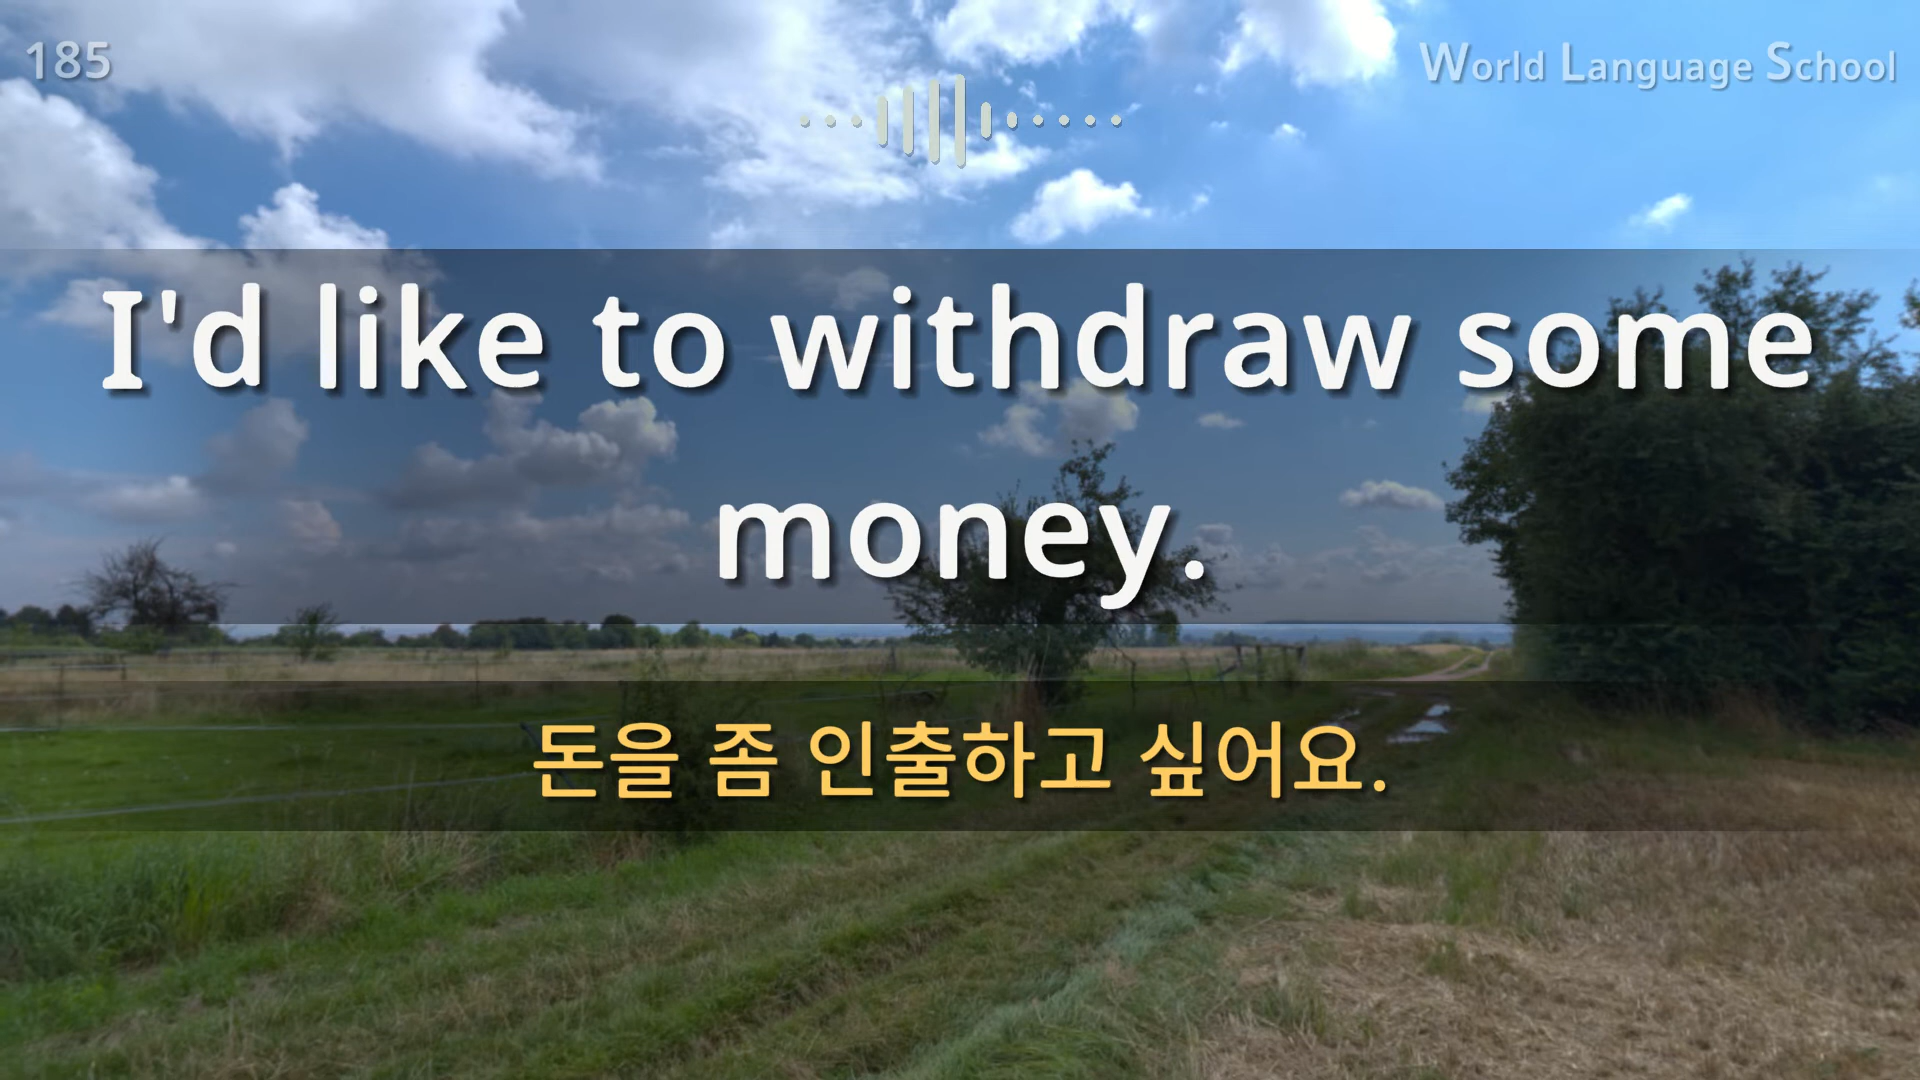 185
World Language School
I'd like to withdraw some
money.
돈을 좀 인출하고 싶어요.